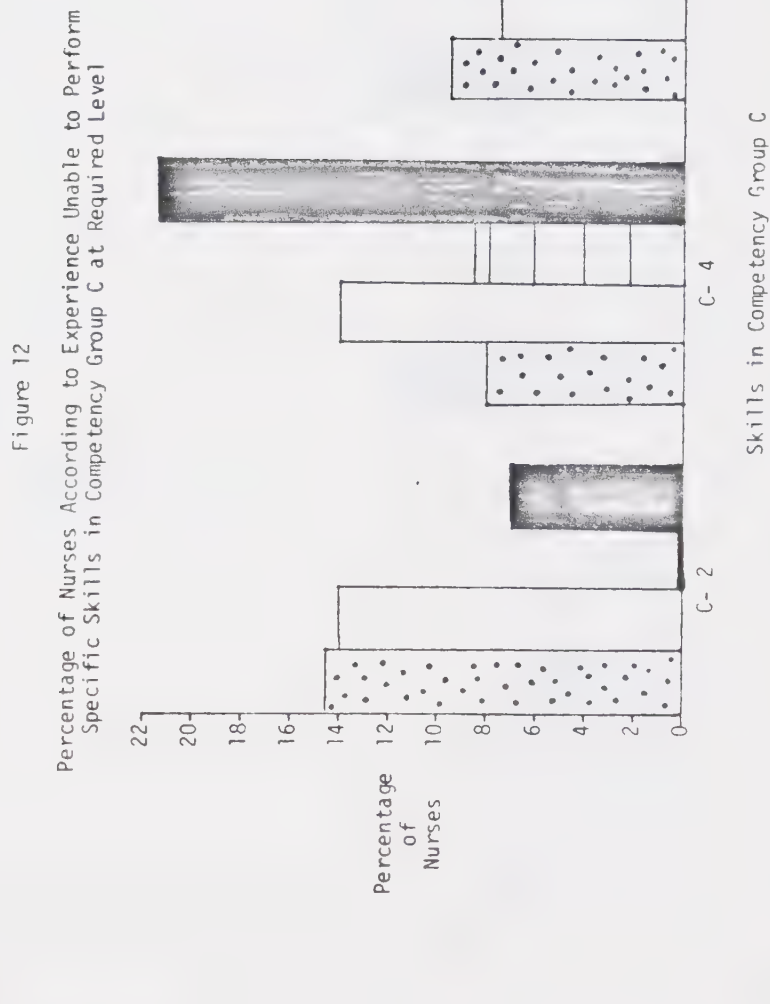 Figure 12
Percentage of Nurses According to Experience Unable to Perform
Specific Skills in Competency Group C at Required Level
Percentage
of
Nurses
22
20
18
16
14
12
10
8
6
4
2
0
C- 2
C- 4
Skills in Competency Group C